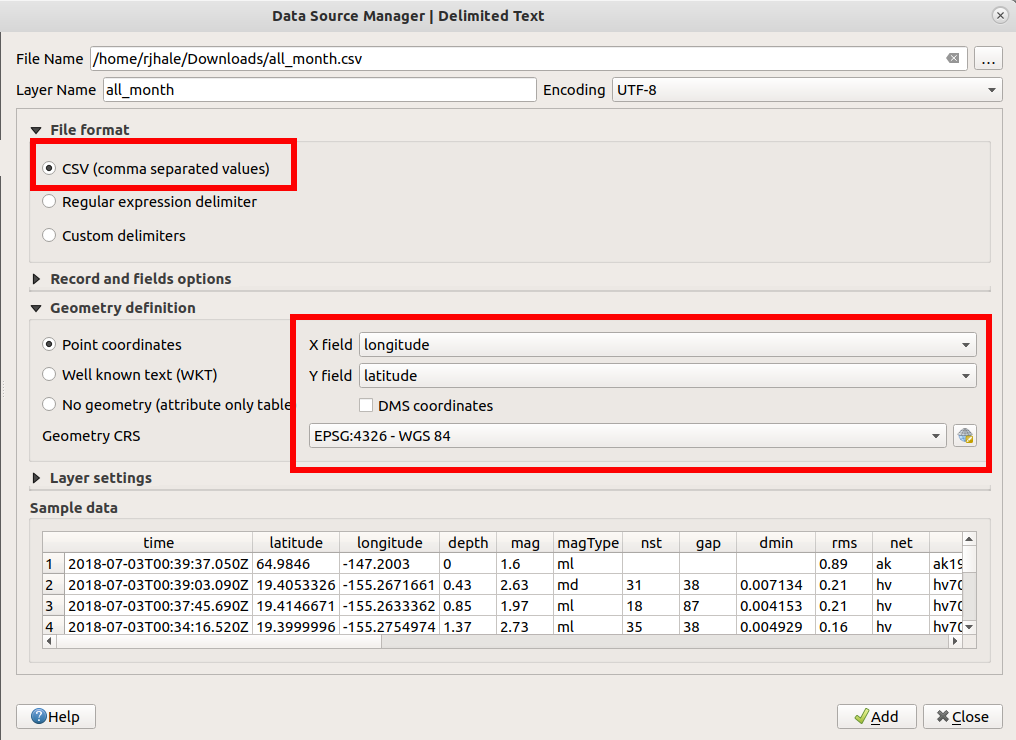 Data Source Manager | Delimited Text
File Name /home/rjhale/Downloads/all_month.csv ...
Layer Name all_month Encoding UTF-8
File format
CSV (comma separated values)
Regular expression delimiter
Custom delimiters
Record and fields options
Geometry definition
Point coordinates X field longitude
Well known text (WKT) Y field latitude
No geometry (attribute only table DMS coordinates
Geometry CRS EPSG:4326 - WGS 84
Layer settings
Sample data
time latitude longitude depth mag magType nst gap dmin rms net
1 2018-07-03T00:39:37.050Z 64.9846 -147.2003 0 1.6 ml 0.89 ak ak19
2 2018-07-03T00:39:03.090Z 19.4053326 -155.2671661 0.43 2.63 md 31 38 0.007134 0.21 hv hv70
3 2018-07-03T00:37:45.690Z 19.4146671 -155.2633362 0.85 1.97 ml 18 87 0.004153 0.21 hv hv70
4 2018-07-03T00:34:16.520Z 19.3999996 -155.2754974 1.37 2.73 ml 35 38 0.004929 0.16 hv hv70
Help Add Close